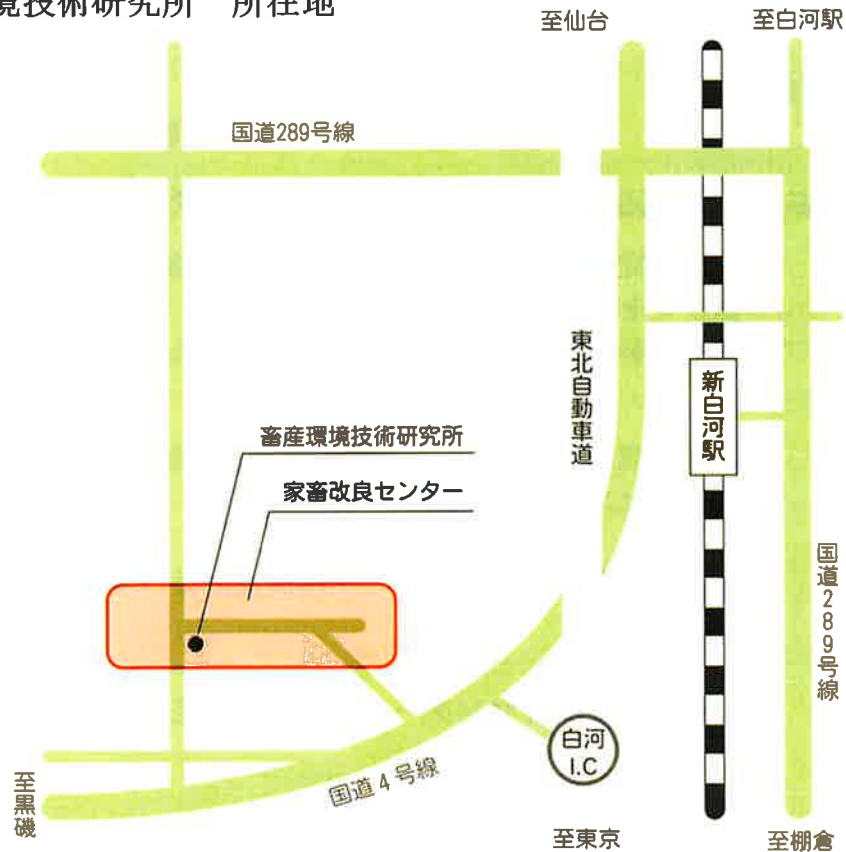 境技術研究所 所在地
至仙台
至白河駅
国道289号線
東北自動車道
新白河駅
畜産環境技術研究所
家畜改良センター
国道289号線
白河
I.C
国道4号線
至黒磯
至東京
至棚倉